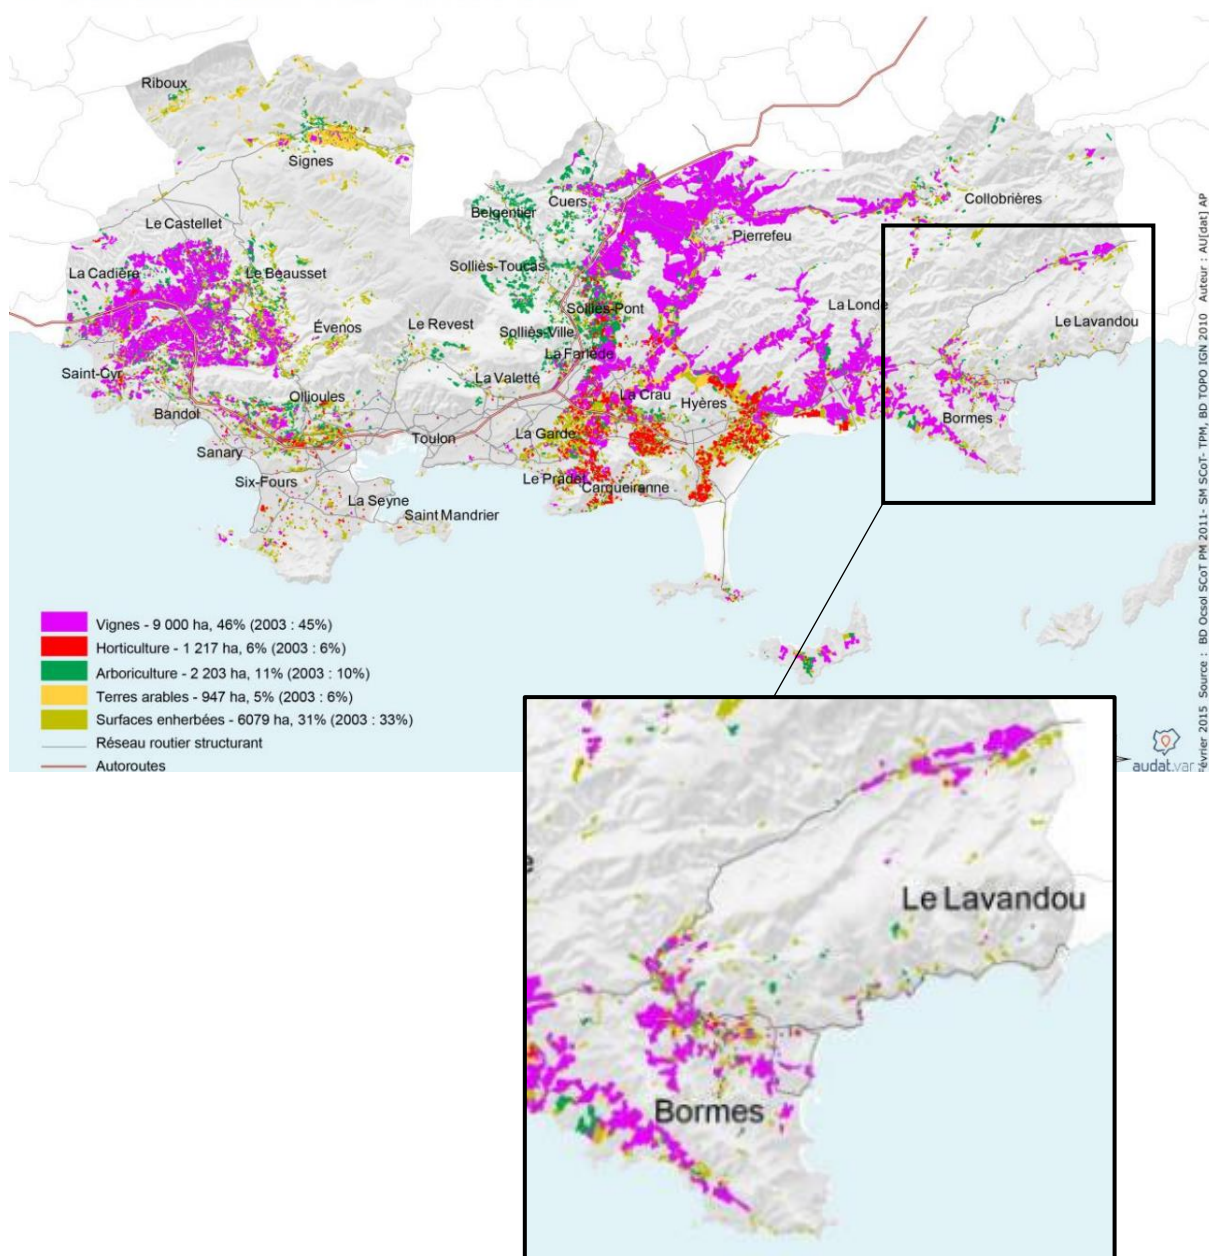 Riboux
Signes
Le Castellet
La Cadière
Le Beausset
Évenos
Saint-Cyr
Bandol
Ollioules
Sanary
Six-Fours
La Seyne
Saint Mandrier
Toulon
Le Revest
La Valette
Belgentier
Cuers
Solliès-Toucas
Solliès-Pont
Solliès-Ville
La Farlède
La Crau
Hyères
La Garde
Le Pradet
Carqueiranne
Pierrefeu
Collobrières
La Londe
Le Lavandou
Bormes
Vignes - 9 000 ha, 46% (2003 : 45%)
Horticulture - 1 217 ha, 6% (2003 : 6%)
Arboriculture - 2 203 ha, 11% (2003 : 10%)
Terres arables - 947 ha, 5% (2003 : 6%)
Surfaces enherbées - 6079 ha, 31% (2003 : 33%)
Réseau routier structurant
Autoroutes
audat.var
Février 2015 Source : BD Ocsol SCoT PM 2011- SM SCoT- TPM, BD TOPO IGN 2010 Auteur : AU[dat] AP
e
Le Lavandou
Bormes